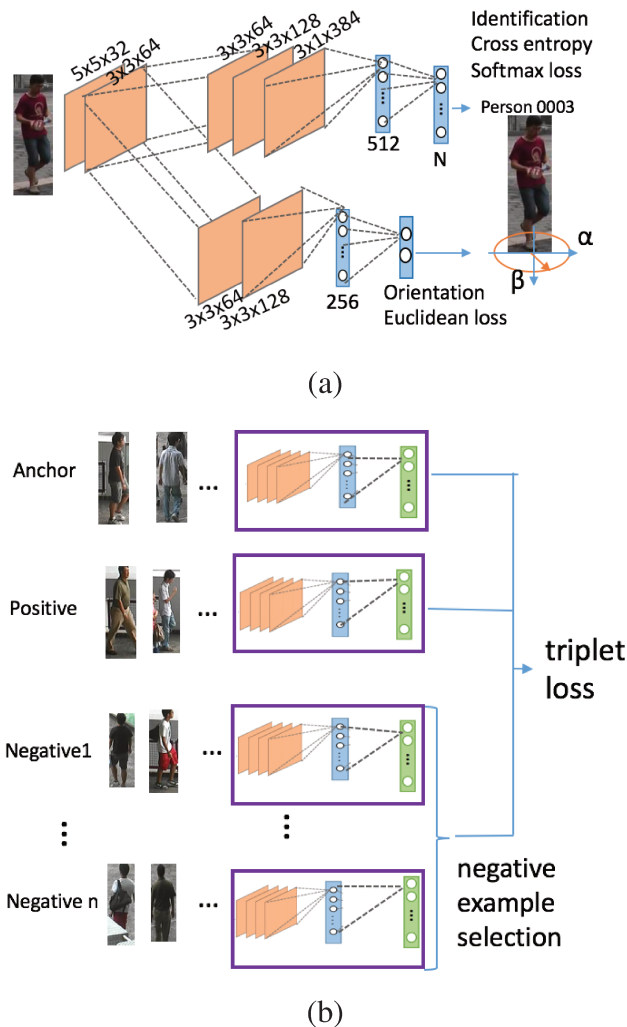 5x5x32
3x3x64
3x3x64
3x3x128
3x1x384
Identification
Cross entropy
Softmax loss
Person 0003
512
N
α
β
3x3x64
3x3x128
256
Orientation
Euclidean loss
(a)
Anchor
...
Positive
...
triplet
loss
Negative1
...
Negative n
...
negative
example
selection
(b)